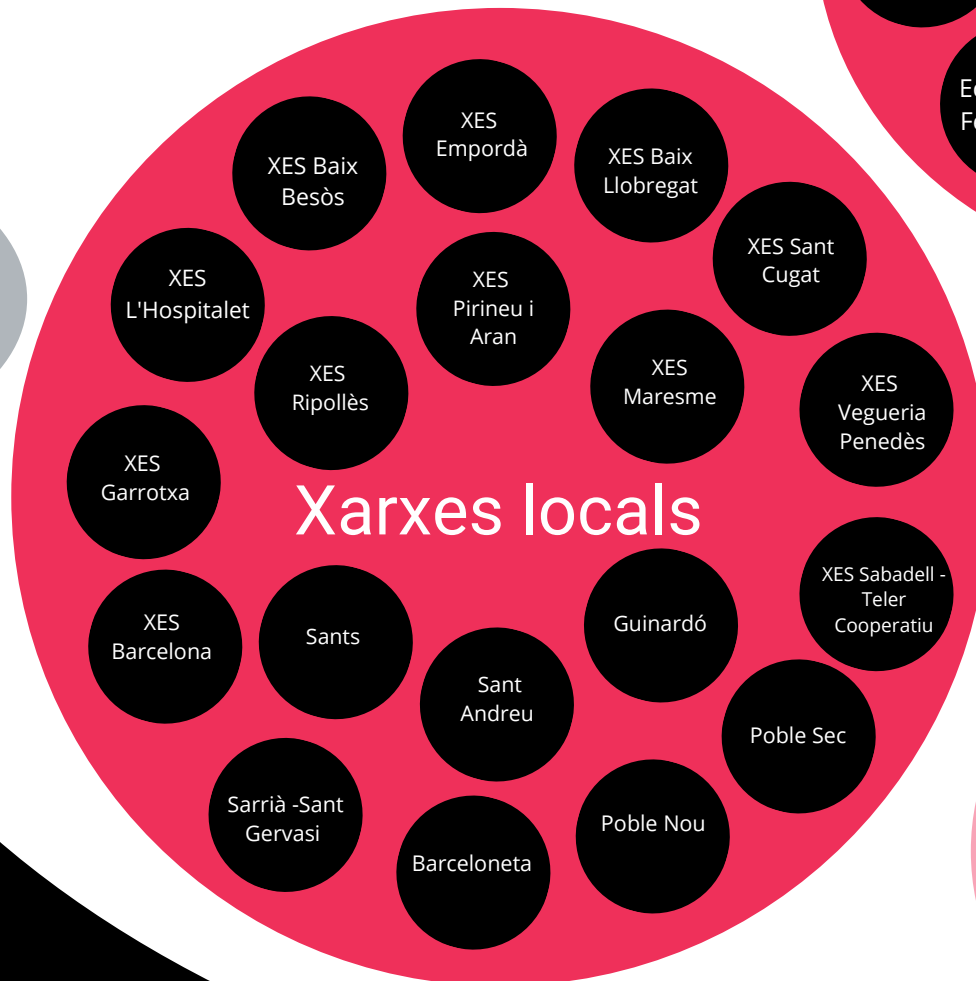 XES
Empordà
XES Baix
Besòs
XES Baix
Llobregat
XES Sant
Cugat
XES
L'Hospitalet
XES
Pirineu i
Aran
XES
Ripollès
XES
Maresme
XES
Vegueria
Penedès
XES
Garrotxa
Xarxes locals
XES Sabadell -
Teler
Cooperatiu
XES
Barcelona
Sants
Guinardó
Sant
Andreu
Poble Sec
Sarrià -Sant
Gervasi
Poble Nou
Barceloneta